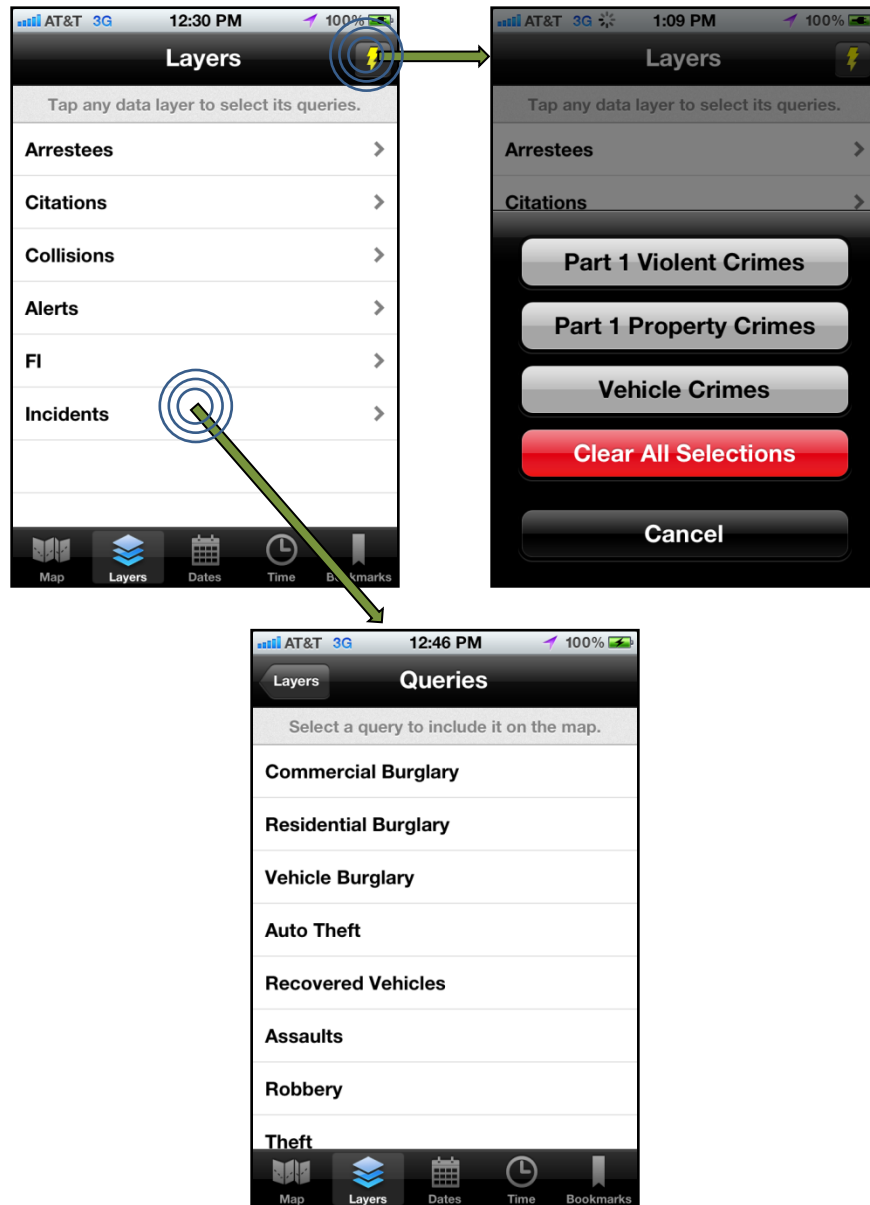 AT&T 3G 12:30 PM 100%
Layers
Tap any data layer to select its queries.
Arrestees
Citations
Collisions
Alerts
FI
Incidents
Map Layers Dates Time Bookmarks
AT&T 3G 1:09 PM 100%
Layers
Tap any data layer to select its queries.
Arrestees
Citations
Part 1 Violent Crimes
Part 1 Property Crimes
Vehicle Crimes
Clear All Selections
Cancel
AT&T 3G 12:46 PM 100%
Layers Queries
Select a query to include it on the map.
Commercial Burglary
Residential Burglary
Vehicle Burglary
Auto Theft
Recovered Vehicles
Assaults
Robbery
Theft
Map Layers Dates Time Bookmarks